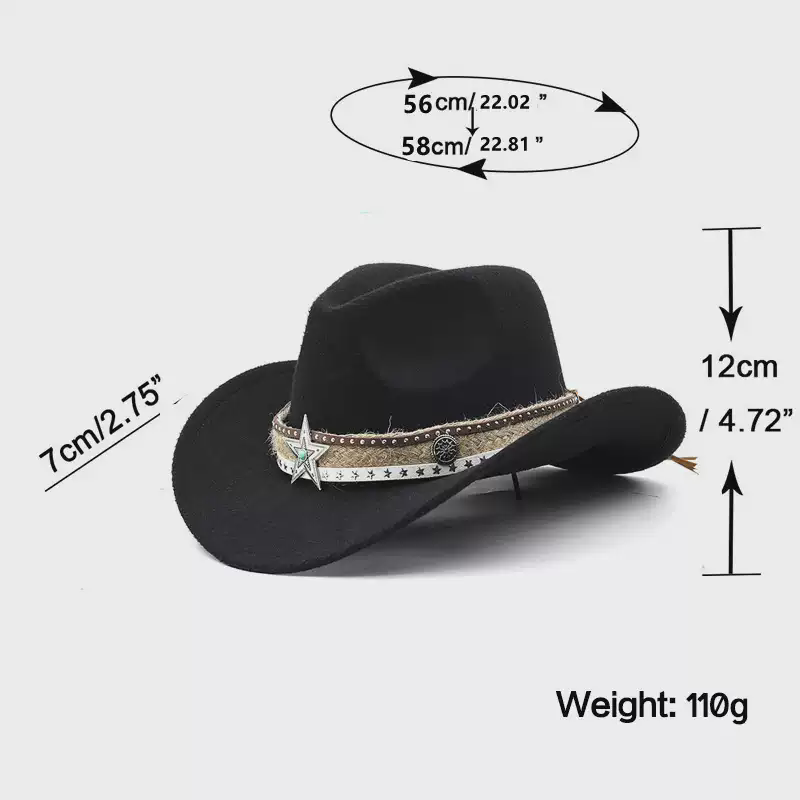 56cm/ 22.02 ”
58cm/ 22.81 ”
7cm/2.75”
12cm
/ 4.72”
Weight: 110g